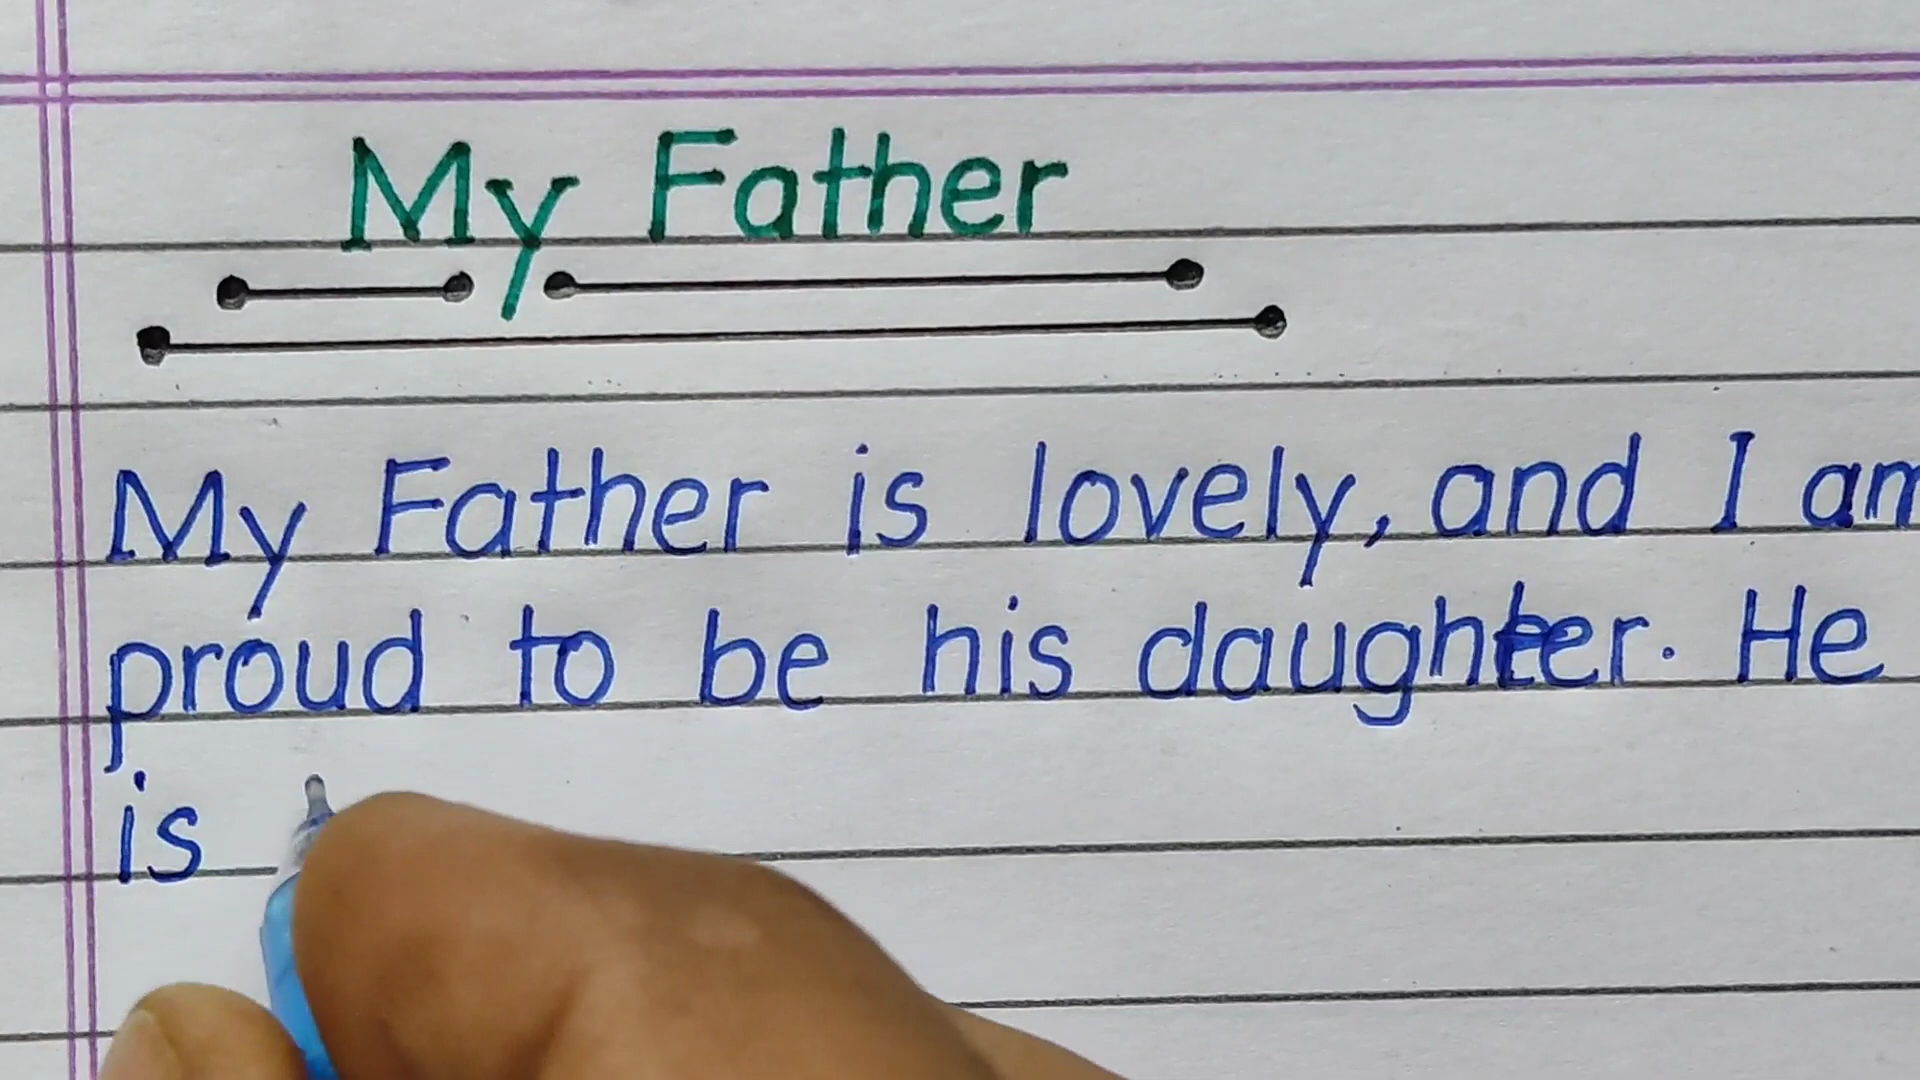 My Father
My Father is lovely, and I am
proud to be his daughter. He
is